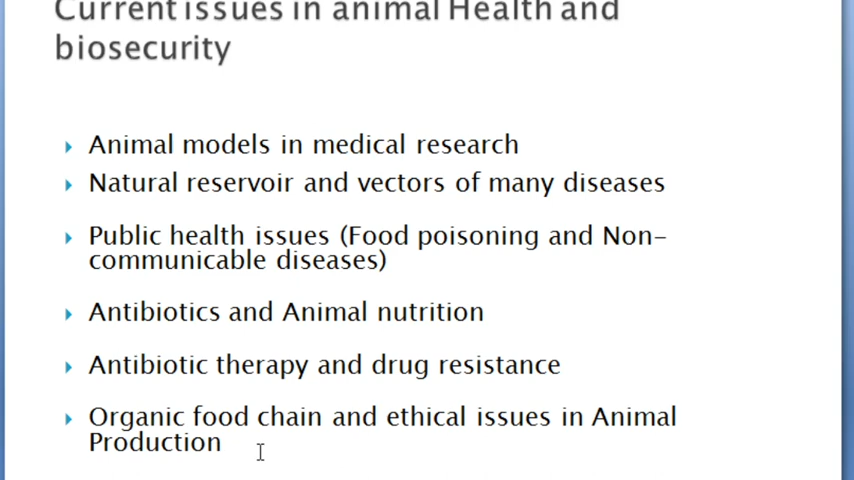 Current issues in animal Health and
biosecurity
Animal models in medical research
Natural reservoir and vectors of many diseases
Public health issues (Food poisoning and Non-
communicable diseases)
Antibiotics and Animal nutrition
Antibiotic therapy and drug resistance
Organic food chain and ethical issues in Animal
Production